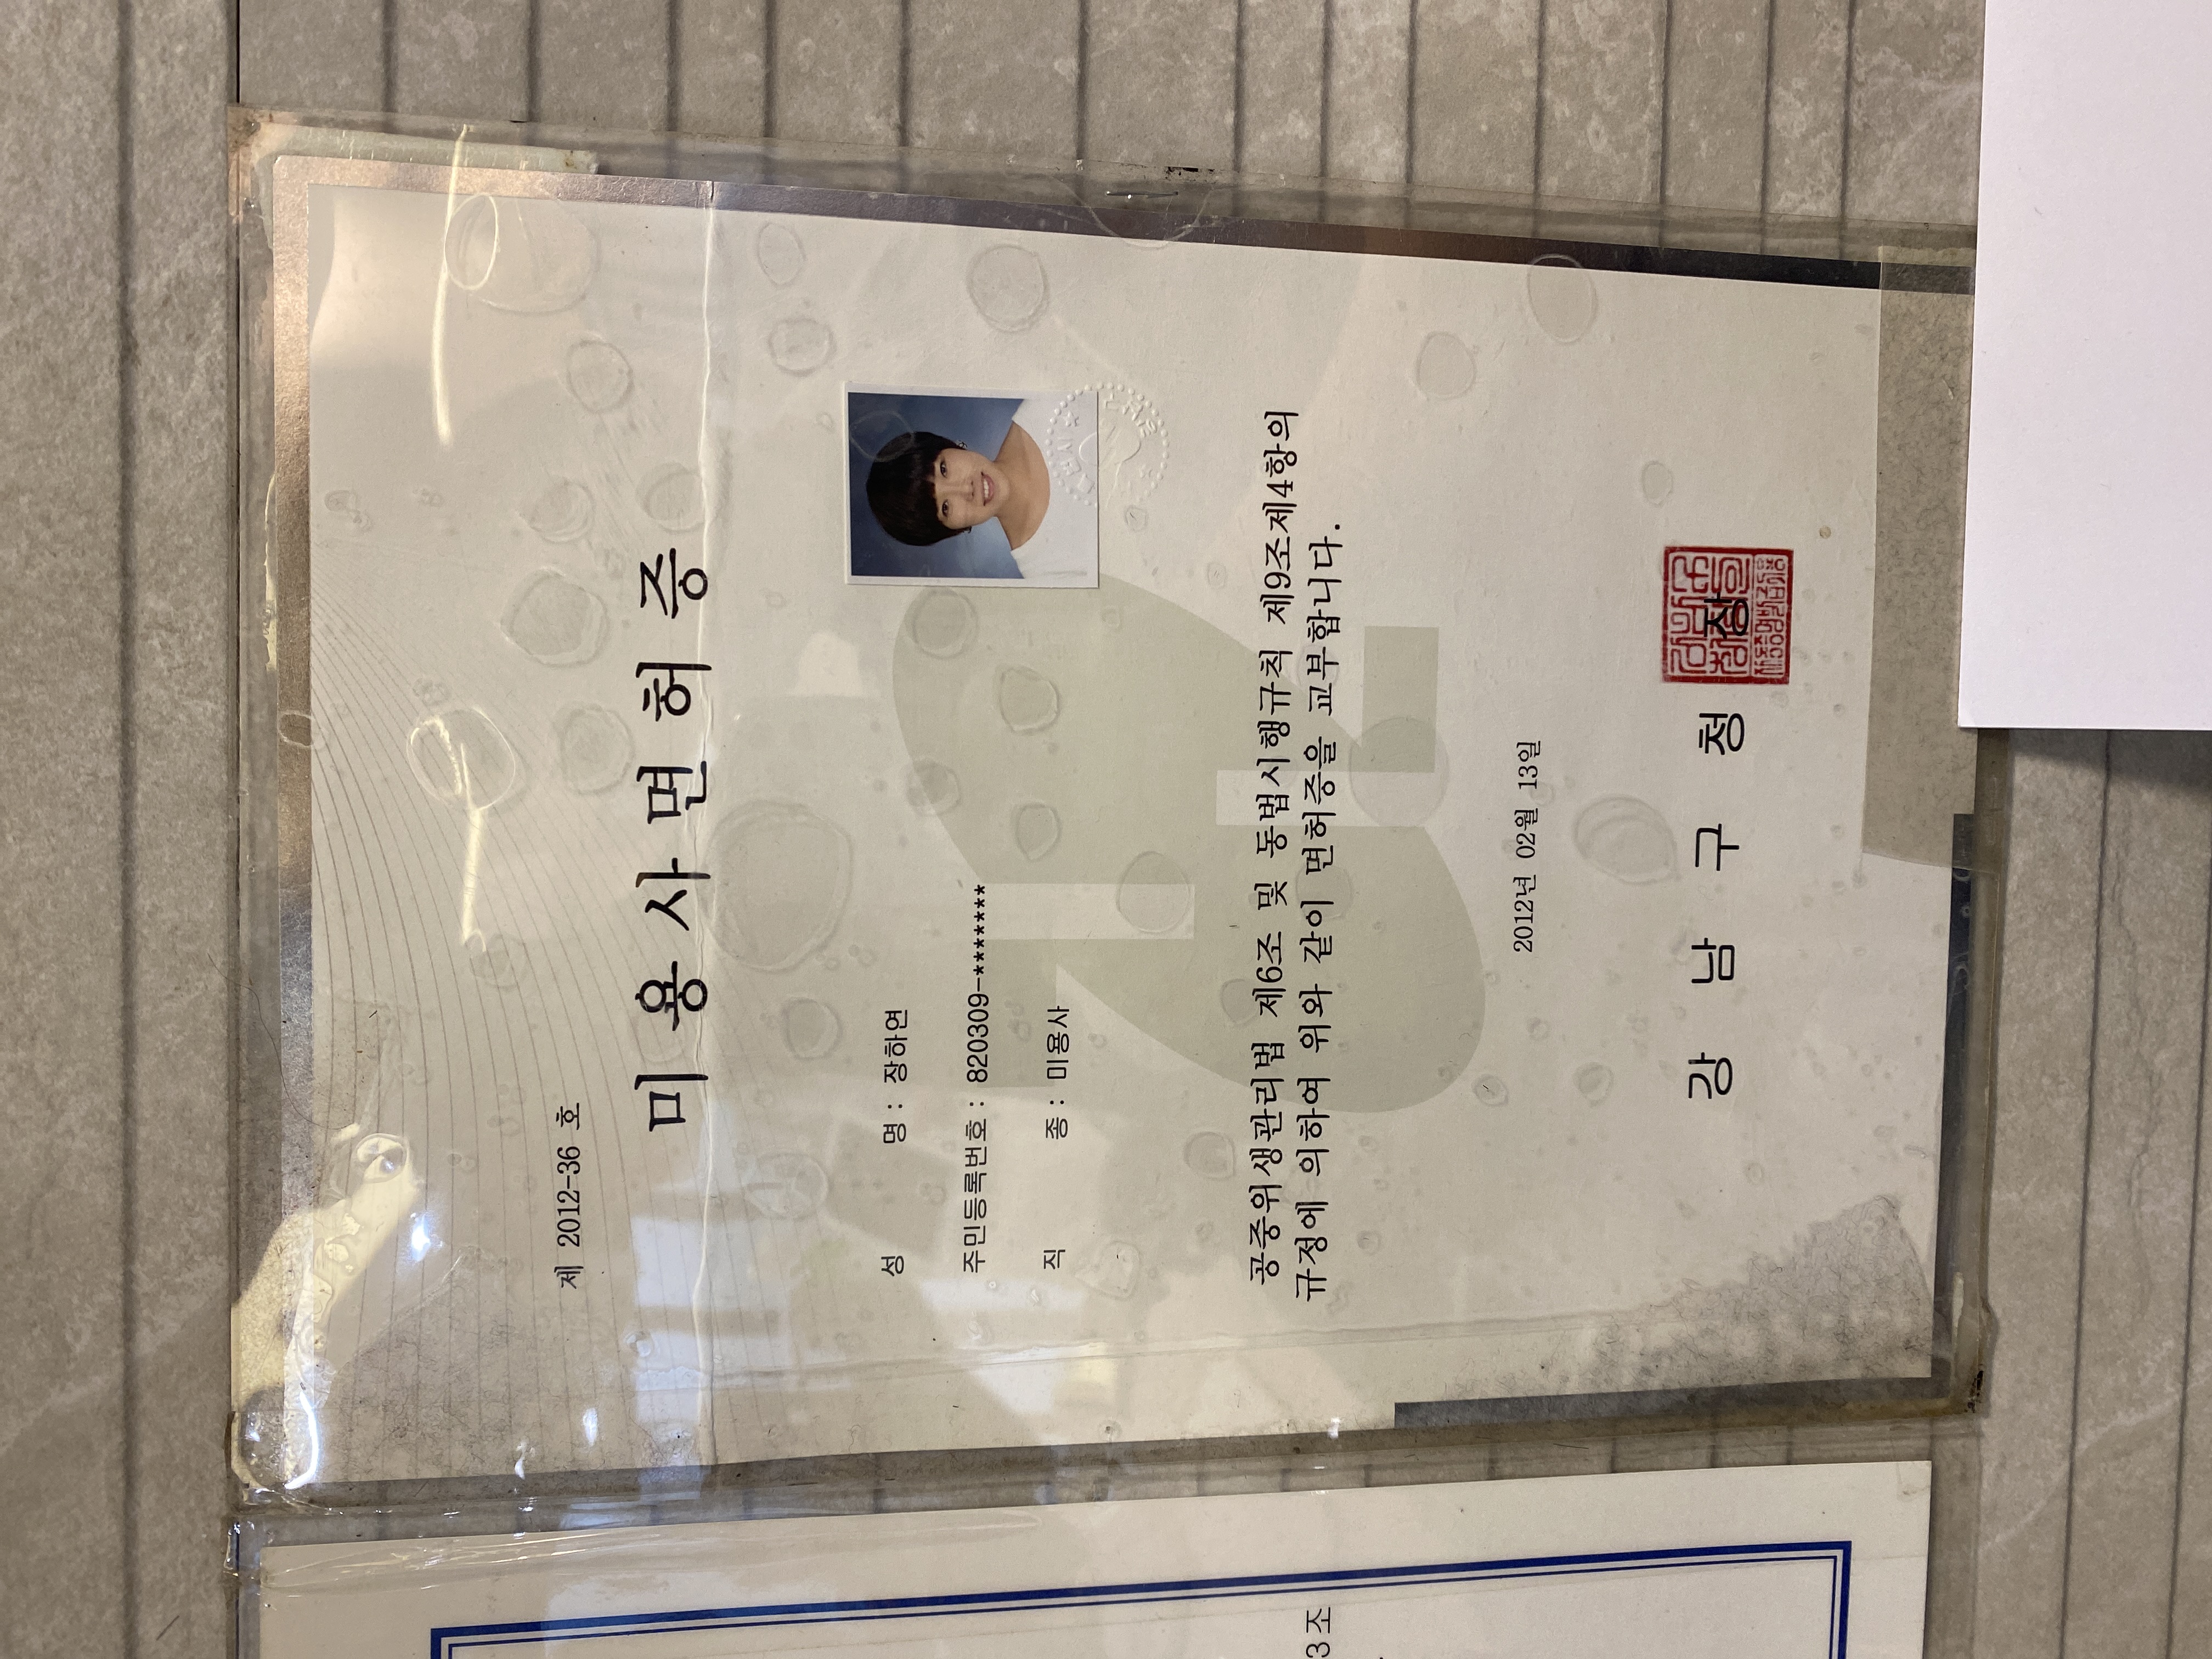 제 2012-36 호
미용사면허증
성 명 : 장하연
주민등록번호 : 820309-********
직 종 : 미용사
공중위생관리법 제6조 및 동법시행규칙 제9조제4항의
규정에 의하여 위와 같이 면허증을 교부합니다.
2012년 02월 13일
강 남 구 청 장
3조